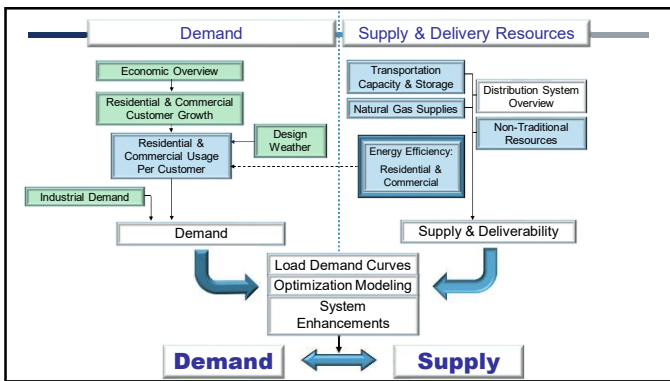 Demand
Supply & Delivery Resources
Economic Overview
Residential & Commercial
Customer Growth
Residential &
Commercial Usage
Per Customer
Design
Weather
Industrial Demand
Demand
Transportation
Capacity & Storage
Natural Gas Supplies
Distribution System
Overview
Non-Traditional
Resources
Energy Efficiency:
Residential &
Commercial
Supply & Deliverability
Load Demand Curves
Optimization Modeling
System
Enhancements
Demand
Supply